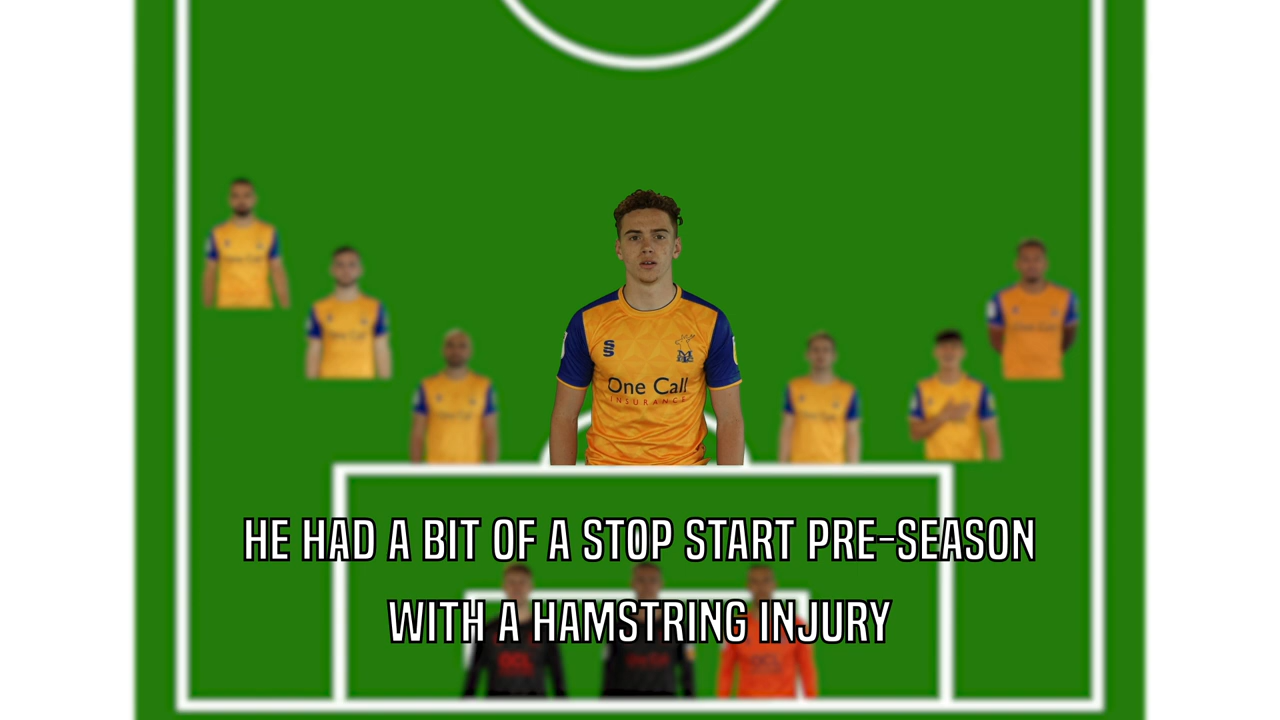 One Call
INSURANCE
HE HAD A BIT OF A STOP START PRE-SEASON
WITH A HAMSTRING INJURY